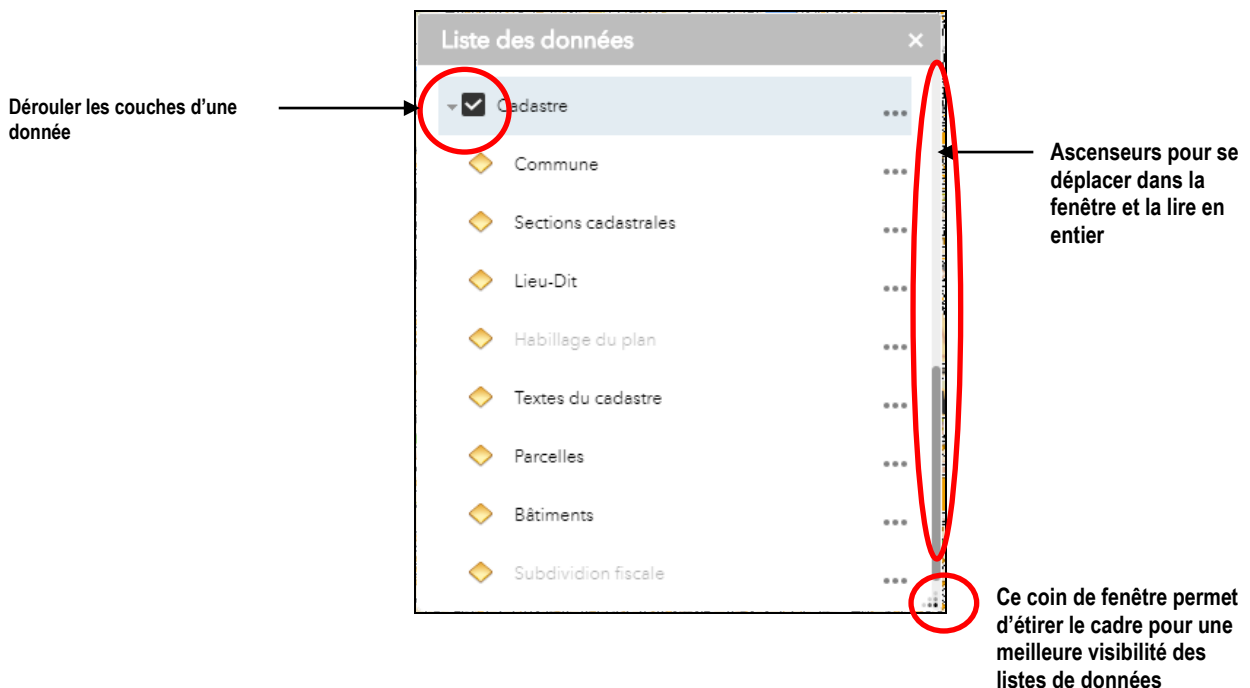 Liste des données
Dérouler les couches d’une
donnée
Cadastre
Commune
Sections cadastrales
Lieu-Dit
Habillage du plan
Textes du cadastre
Parcelles
Bâtiments
Subdividion fiscale
Ascenseurs pour se
déplacer dans la
fenêtre et la lire en
entier
Ce coin de fenêtre permet
d’étirer le cadre pour une
meilleure visibilité des
listes de données